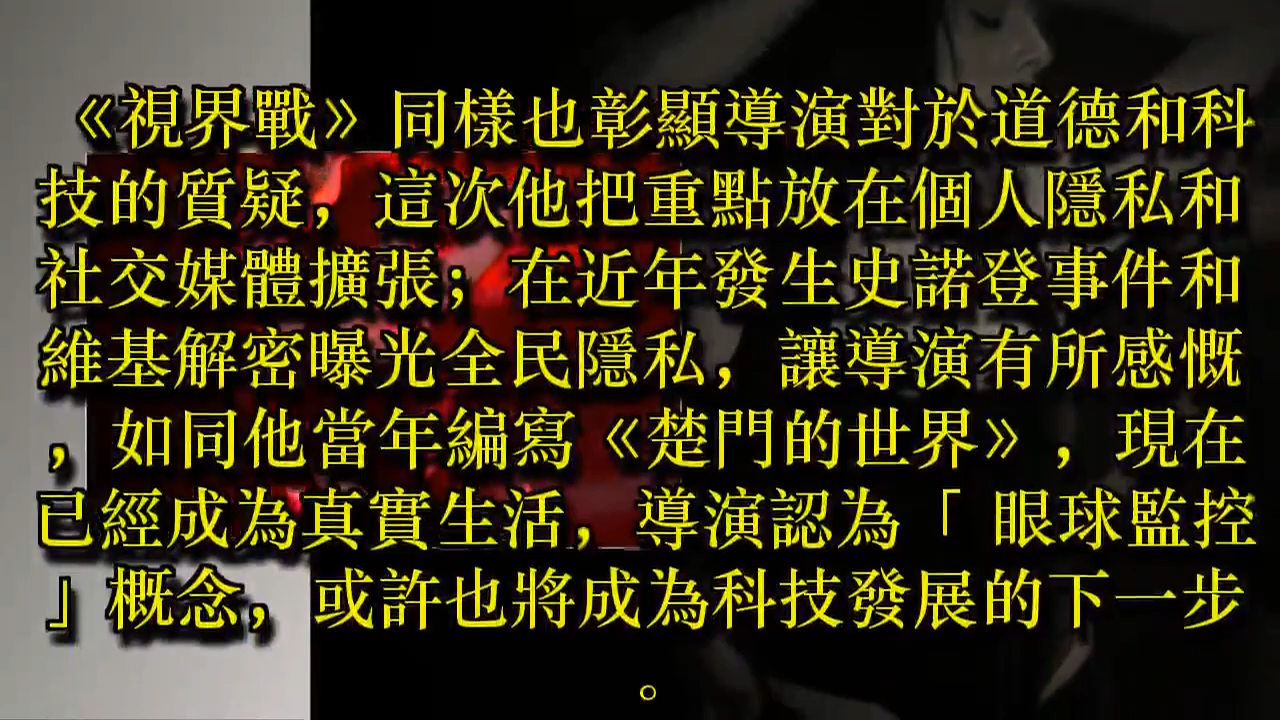 《視界戰》同樣也彰顯導演對於道德和科
技的質疑，這次他把重點放在個人隱私和
社交媒體擴張；在近年發生史諾登事件和
維基解密曝光全民隱私，讓導演有所感慨
，如同他當年編寫《楚門的世界》，現在
已經成為真實生活，導演認為「 眼球監控
」概念，或許也將成為科技發展的下一步
。